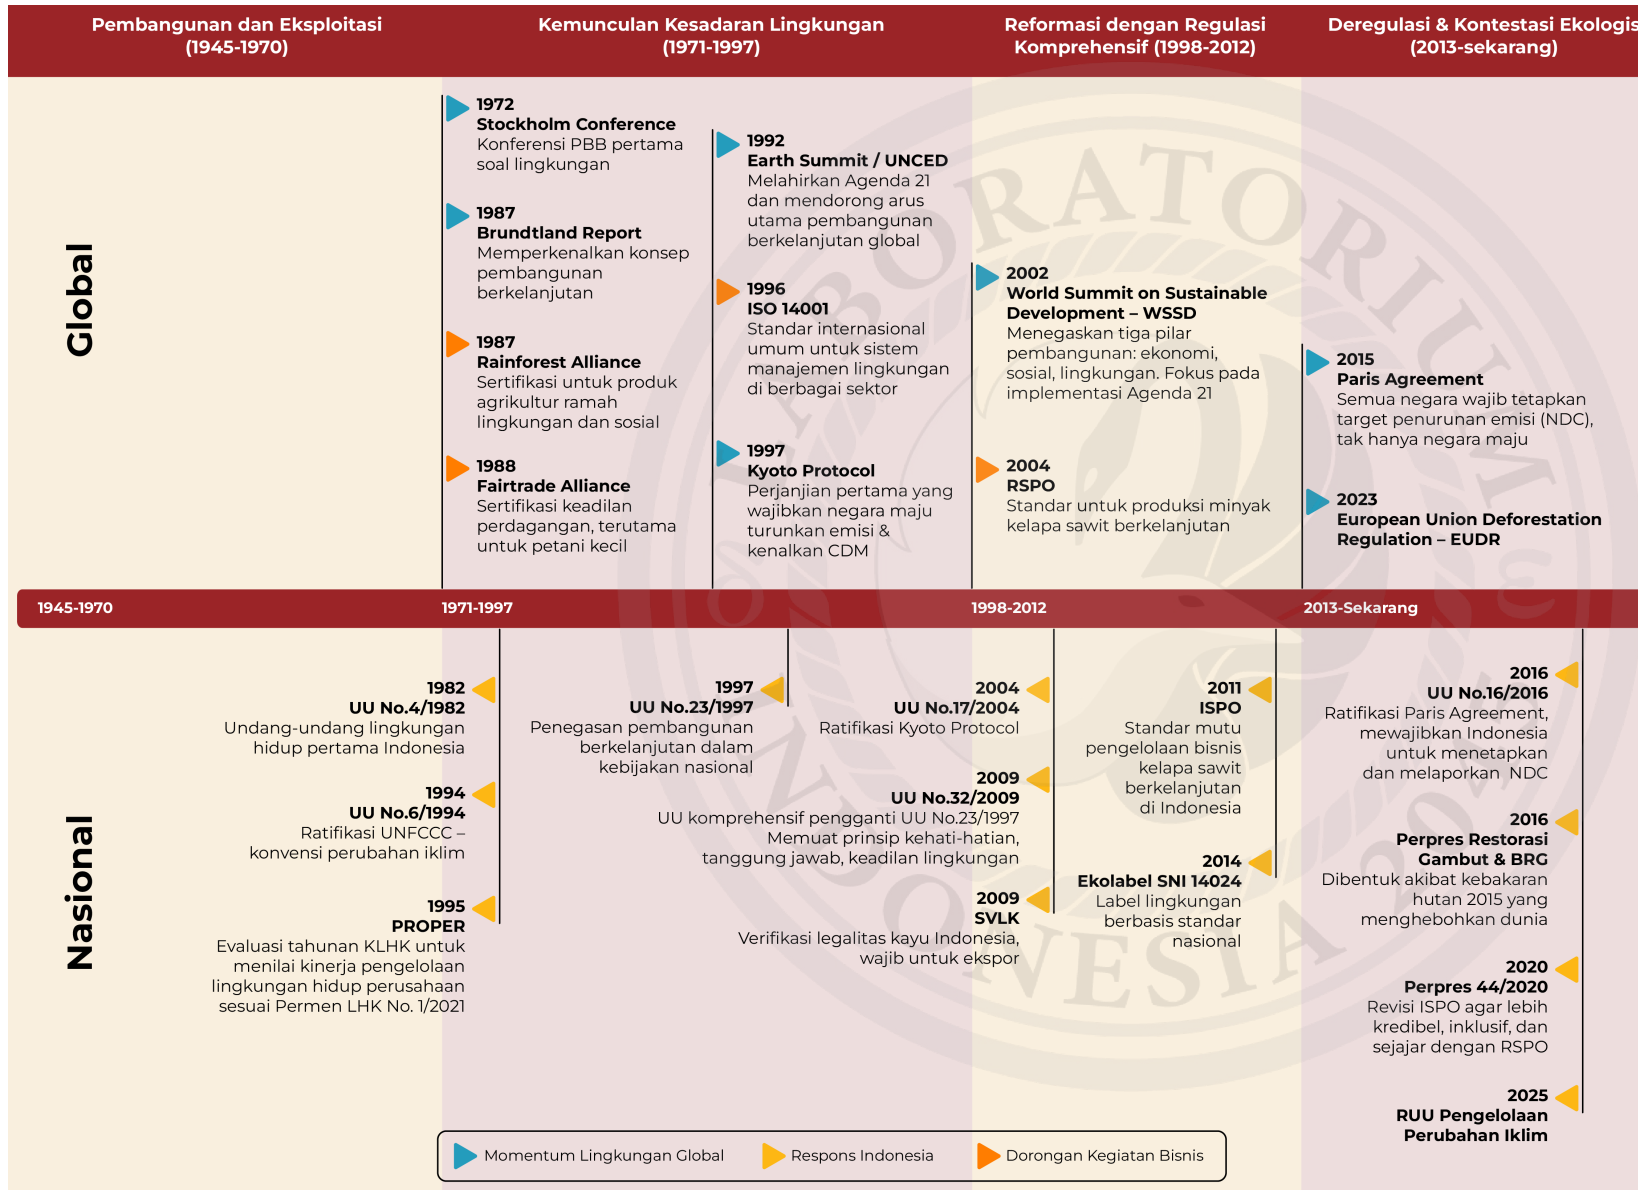 Pembangunan dan Eksploitasi
(1945-1970)
Kemunculan Kesadaran Lingkungan
(1971-1997)
Reformasi dengan Regulasi
Komprehensif (1998-2012)
Deregulasi & Kontestasi Ekologis
(2013-sekarang)
Global
1972
Stockholm Conference
Konferensi PBB pertama
soal lingkungan
1987
Brundtland Report
Memperkenalkan konsep
pembangunan
berkelanjutan
1987
Rainforest Alliance
Sertifikasi untuk produk
agrikultur ramah
lingkungan dan sosial
1988
Fairtrade Alliance
Sertifikasi keadilan
perdagangan, terutama
untuk petani kecil
1992
Earth Summit / UNCED
Melahirkan Agenda 21
dan mendorong arus
utama pembangunan
berkelanjutan global
1996
ISO 14001
Standar internasional
umum untuk sistem
manajemen lingkungan
di berbagai sektor
1997
Kyoto Protocol
Perjanjian pertama yang
wajibkan negara maju
turunkan emisi &
kenalkan CDM
2002
World Summit on Sustainable
Development – WSSD
Menegaskan tiga pilar
pembangunan: ekonomi,
sosial, lingkungan. Fokus pada
implementasi Agenda 21
2004
RSPO
Standar untuk produksi minyak
kelapa sawit berkelanjutan
2015
Paris Agreement
Semua negara wajib tetapkan
target penurunan emisi (NDC),
tak hanya negara maju
2023
European Union Deforestation
Regulation – EUDR
1945-1970
1971-1997
1998-2012
2013-Sekarang
Nasional
1982
UU No.4/1982
Undang-undang lingkungan
hidup pertama Indonesia
1994
UU No.6/1994
Ratifikasi UNFCCC –
konvensi perubahan iklim
1995
PROPER
Evaluasi tahunan KLHK untuk
menilai kinerja pengelolaan
lingkungan hidup perusahaan
sesuai Permen LHK No. 1/2021
1997
UU No.23/1997
Penegasan pembangunan
berkelanjutan dalam
kebijakan nasional
2004
UU No.17/2004
Ratifikasi Kyoto Protocol
2009
UU No.32/2009
UU komprehensif pengganti UU No.23/1997
Memuat prinsip kehati-hatian,
tanggung jawab, keadilan lingkungan
2009
SVLK
Verifikasi legalitas kayu Indonesia,
wajib untuk ekspor
2011
ISPO
Standar mutu
pengelolaan bisnis
kelapa sawit
berkelanjutan
di Indonesia
2014
Ekolabel SNI 14024
Label lingkungan
berbasis standar
nasional
2016
UU No.16/2016
Ratifikasi Paris Agreement,
mewajibkan Indonesia
untuk menetapkan
dan melaporkan NDC
2016
Perpres Restorasi
Gambut & BRG
Dibentuk akibat kebakaran
hutan 2015 yang
menghebohkan dunia
2020
Perpres 44/2020
Revisi ISPO agar lebih
kredibel, inklusif, dan
sejajar dengan RSPO
2025
RUU Pengelolaan
Perubahan Iklim
Momentum Lingkungan Global
Respons Indonesia
Dorongan Kegiatan Bisnis
LABORATORIUM
INDONESIA 2045